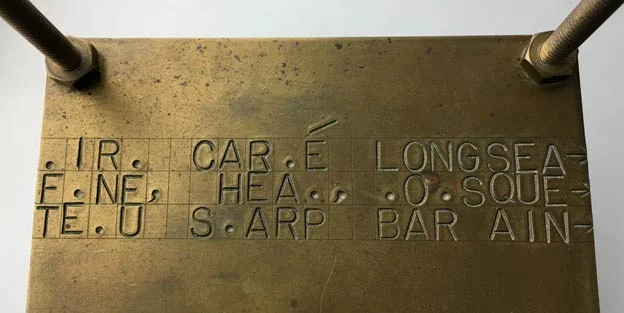 .IR. CAR.É LONGSEA→
F.NE, HEA., .O.SQUE→
TE.U S.ARP BAR AIN→